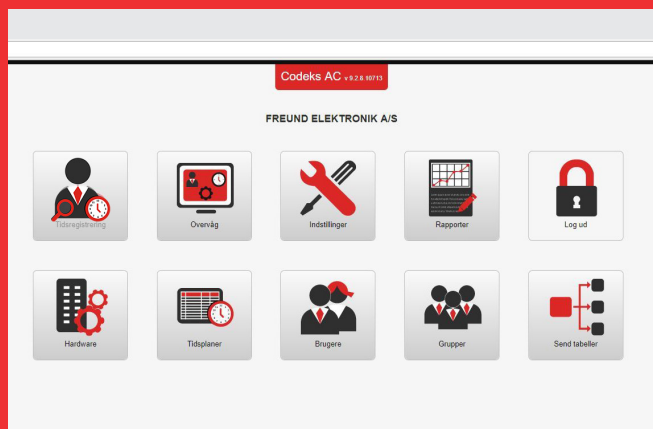 Codeks AC v 9.2.8.10713
FREUND ELEKTRONIK A/S
Tidsregistrering
Overvåg
Indstillinger
Rapporter
Log ud
Hardware
Tidsplaner
Brugere
Grupper
Send tabeller